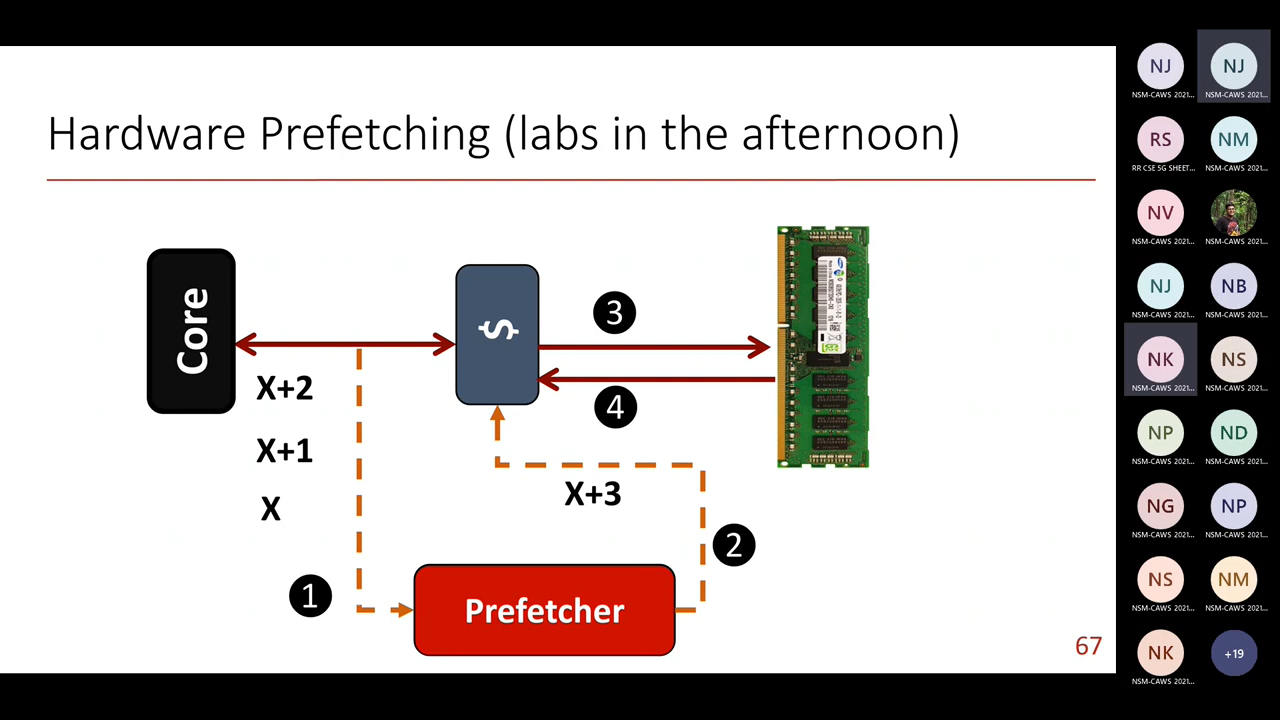 Hardware Prefetching (labs in the afternoon)
Core
$
3
4
X+2
X+1
X
X+3
1
2
Prefetcher
67
NJ
NSM-CAWS 2021...
NJ
NSM-CAWS 2021...
RS
RR CSE 5G SHEET...
NM
NSM-CAWS 2021...
NV
NSM-CAWS 2021...
NSM-CAWS 2021...
NJ
NSM-CAWS 2021...
NB
NSM-CAWS 2021...
NK
NSM-CAWS 2021...
NS
NSM-CAWS 2021...
NP
NSM-CAWS 2021...
ND
NSM-CAWS 2021...
NG
NSM-CAWS 2021...
NP
NSM-CAWS 2021...
NS
NSM-CAWS 2021...
NM
NSM-CAWS 2021...
NK
NSM-CAWS 2021...
+19